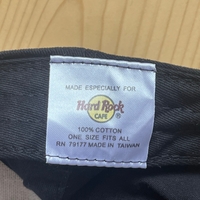 MADE ESPECIALLY FOR
Hard Rock
CAFE
100% COTTON
ONE SIZE FITS ALL
RN 79177 MADE IN TAIWAN